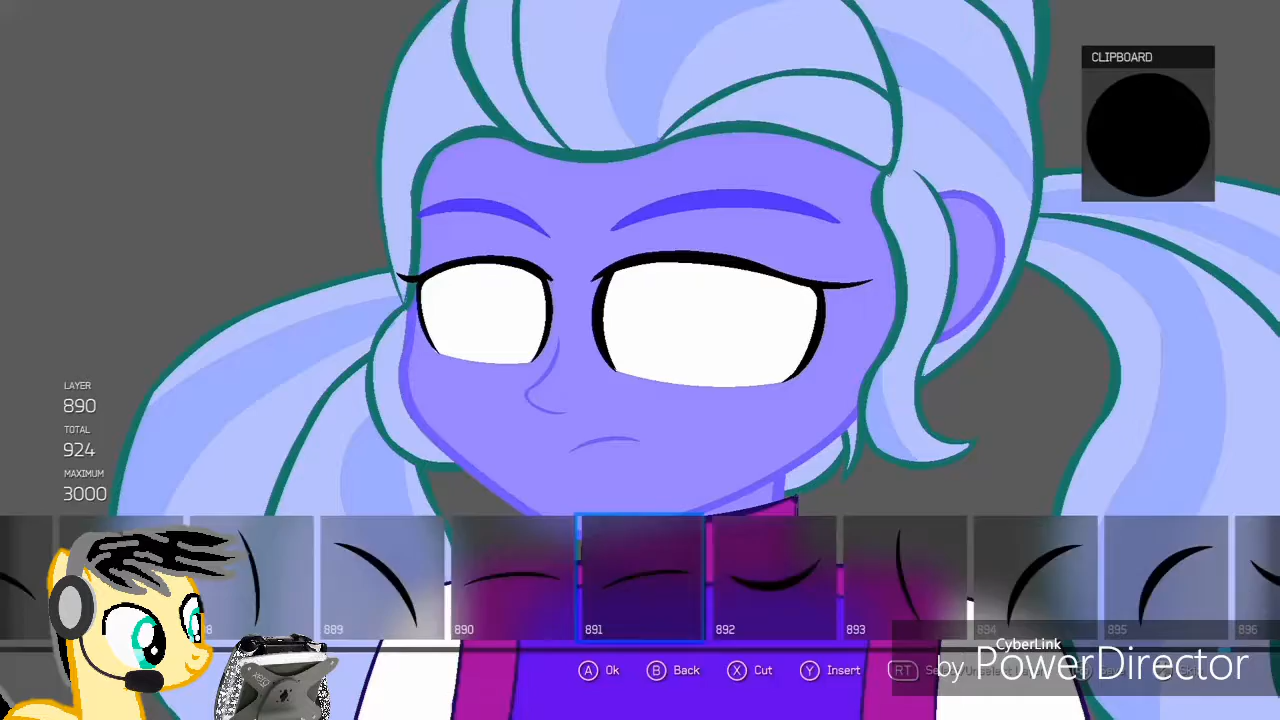 CLIPBOARD
LAYER
890
TOTAL
924
MAXIMUM
3000
889
890
891
892
893
894
895
896
A Ok
B Back
X Cut
Y Insert
RT
CyberLink
by PowerDirector